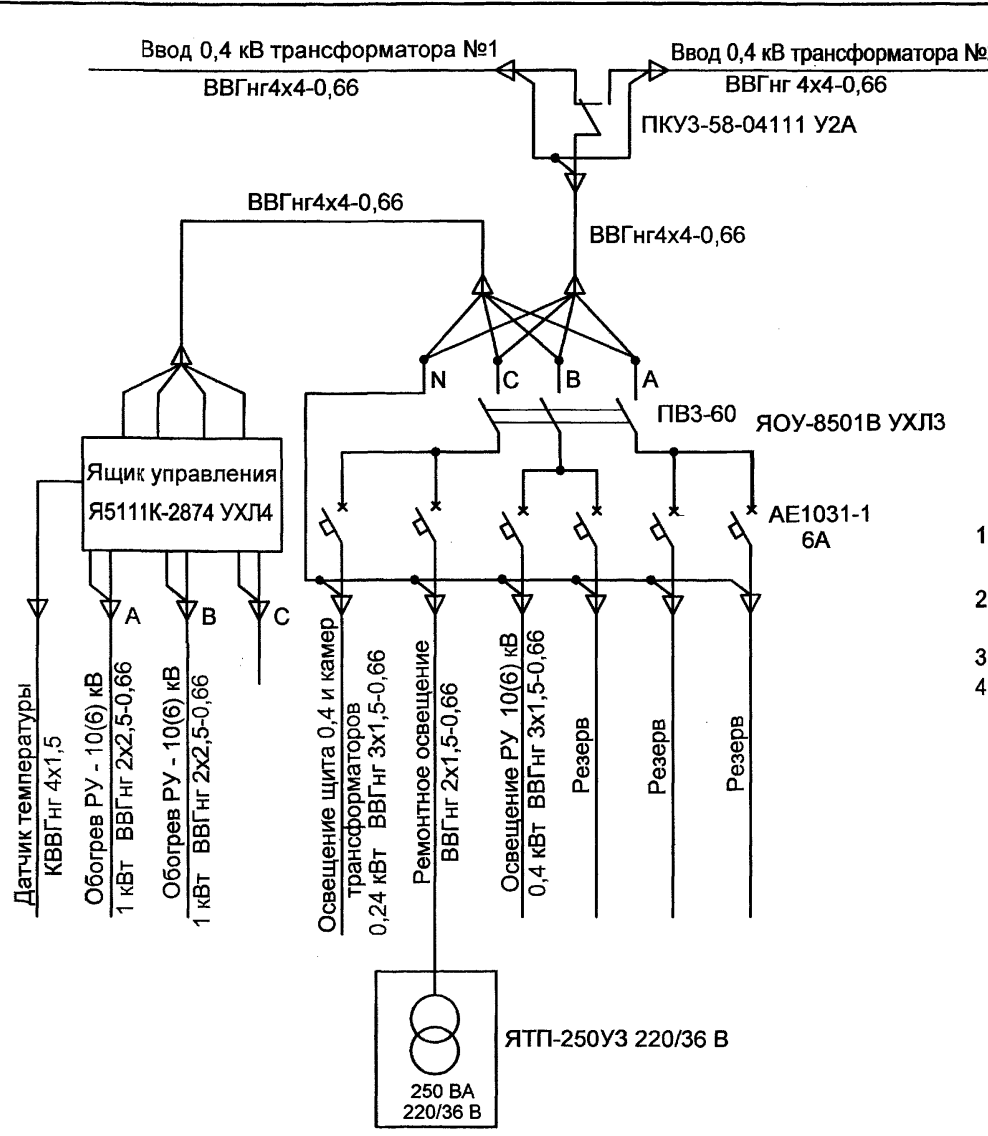 Ввод 0,4 кВ трансформатора №1
Ввод 0,4 кВ трансформатора №
ВВГнг4х4-0,66
ВВГнг 4х4-0,66
ПКУ3-58-04111 У2А
ВВГнг4х4-0,66
ВВГнг4х4-0,66
N
C
B
A
ПВ3-60
ЯОУ-8501В УХЛ3
Ящик управления
Я5111К-2874 УХЛ4
АЕ1031-1
6А
1
2
3
4
A
B
C
Датчик температуры
КВВГнг 4х1,5
Обогрев РУ - 10(6) кВ
1 кВт ВВГнг 2х2,5-0,66
Обогрев РУ - 10(6) кВ
1 кВт ВВГнг 2х2,5-0,66
Освещение щита 0,4 и камер
трансформаторов
0,24 кВт ВВГнг 3х1,5-0,66
Ремонтное освещение
ВВГнг 2х1,5-0,66
Освещение РУ 10(6) кВ
0,4 кВт ВВГнг 3х1,5-0,66
Резерв
Резерв
Резерв
ЯТП-250У3 220/36 В
250 ВА
220/36 В